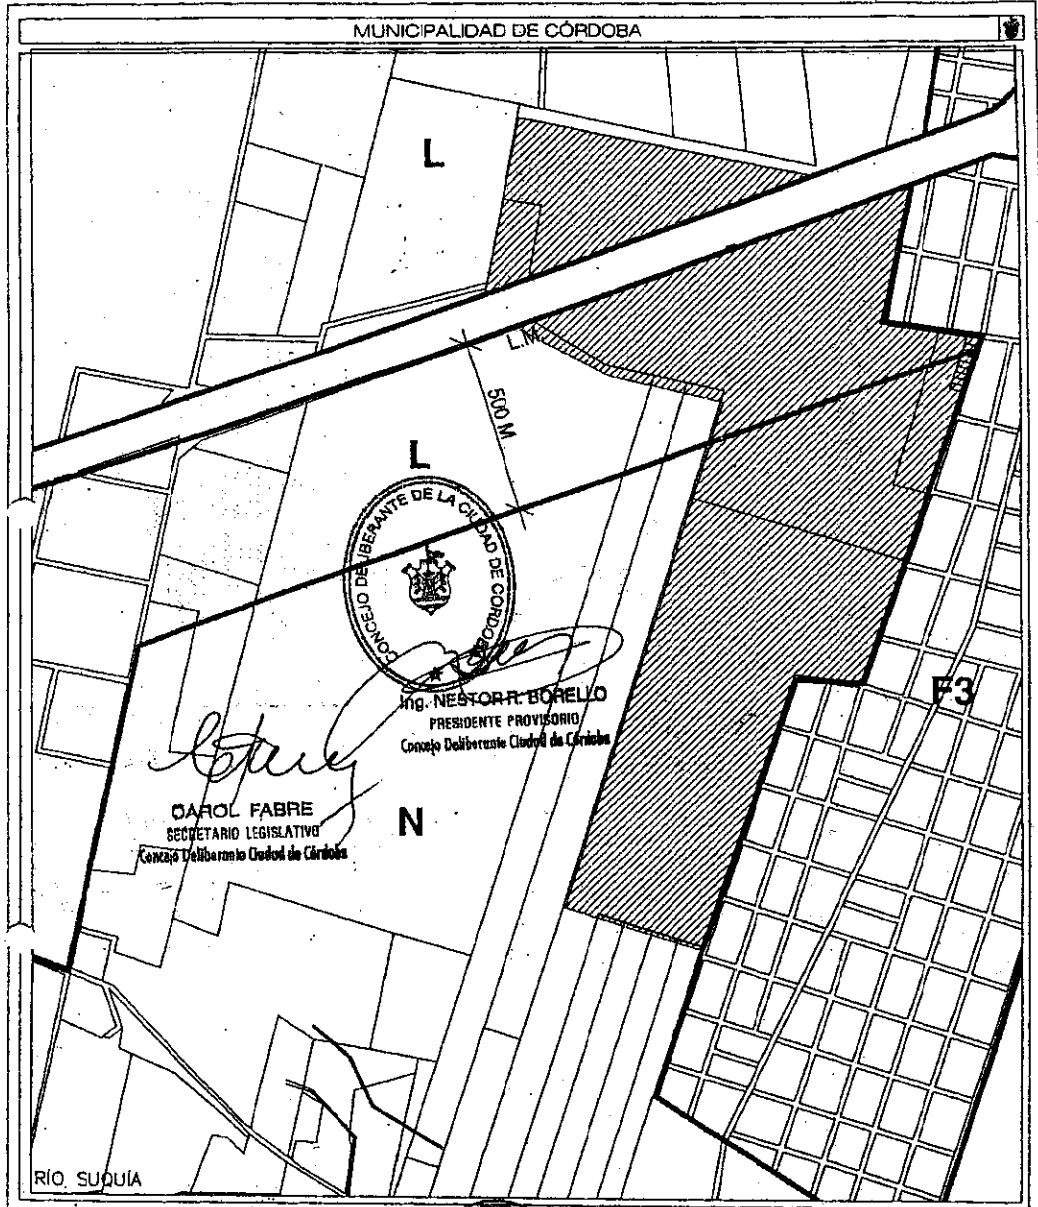 MUNICIPALIDAD DE CÓRDOBA
L
L.M.
500 M
L
CONCEJO DELIBERANTE DE LA CIUDAD DE CÓRDOBA
Ing. NESTOR R. BORELLO
PRESIDENTE PROVISORIO
Concejo Deliberante Ciudad de Córdoba
F3
CAROL FABRE
SECRETARIO LEGISLATIVO
Concejo Deliberante Ciudad de Córdoba
N
RÍO SUQUÍA